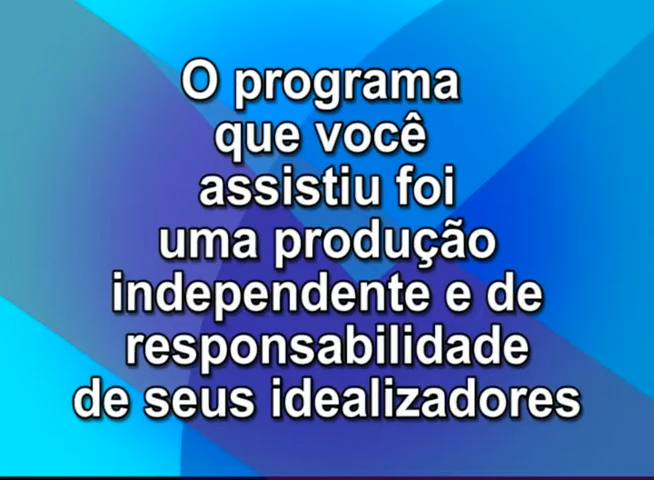 O programa
que você
assistiu foi
uma produção
independente e de
responsabilidade
de seus idealizadores